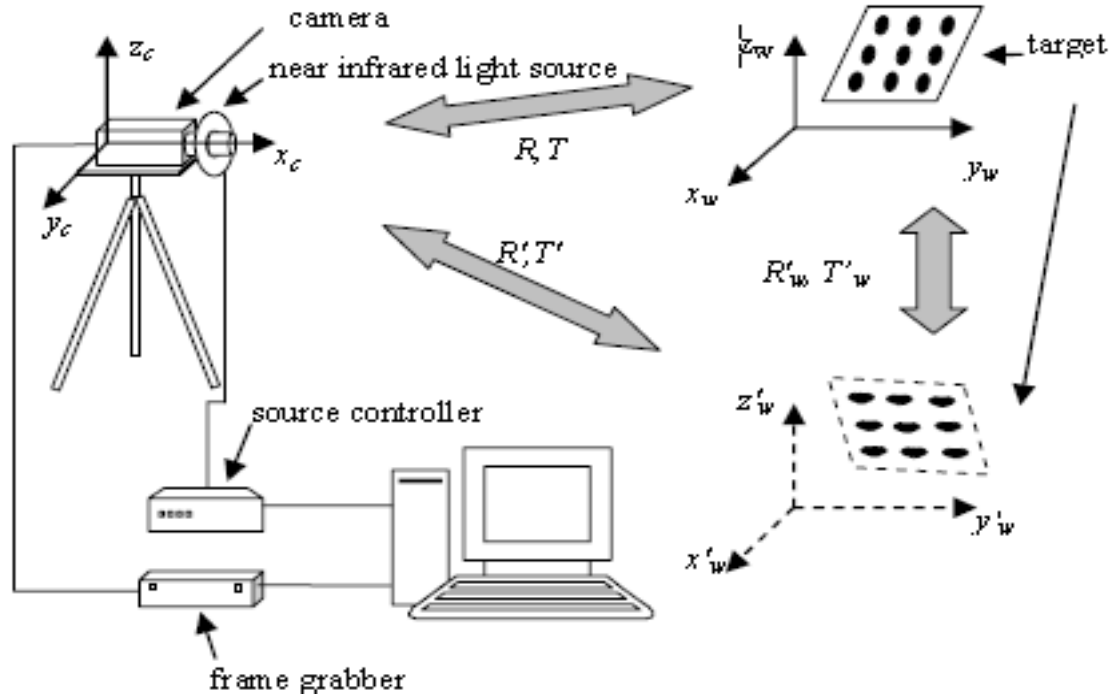 camera
z_c
near infrared light source
z_w
target
x_c
R, T
y_c
x_w
y_w
R', T'
R'_w, T'_w
source controller
z'_w
y'_w
x'_w
frame grabber